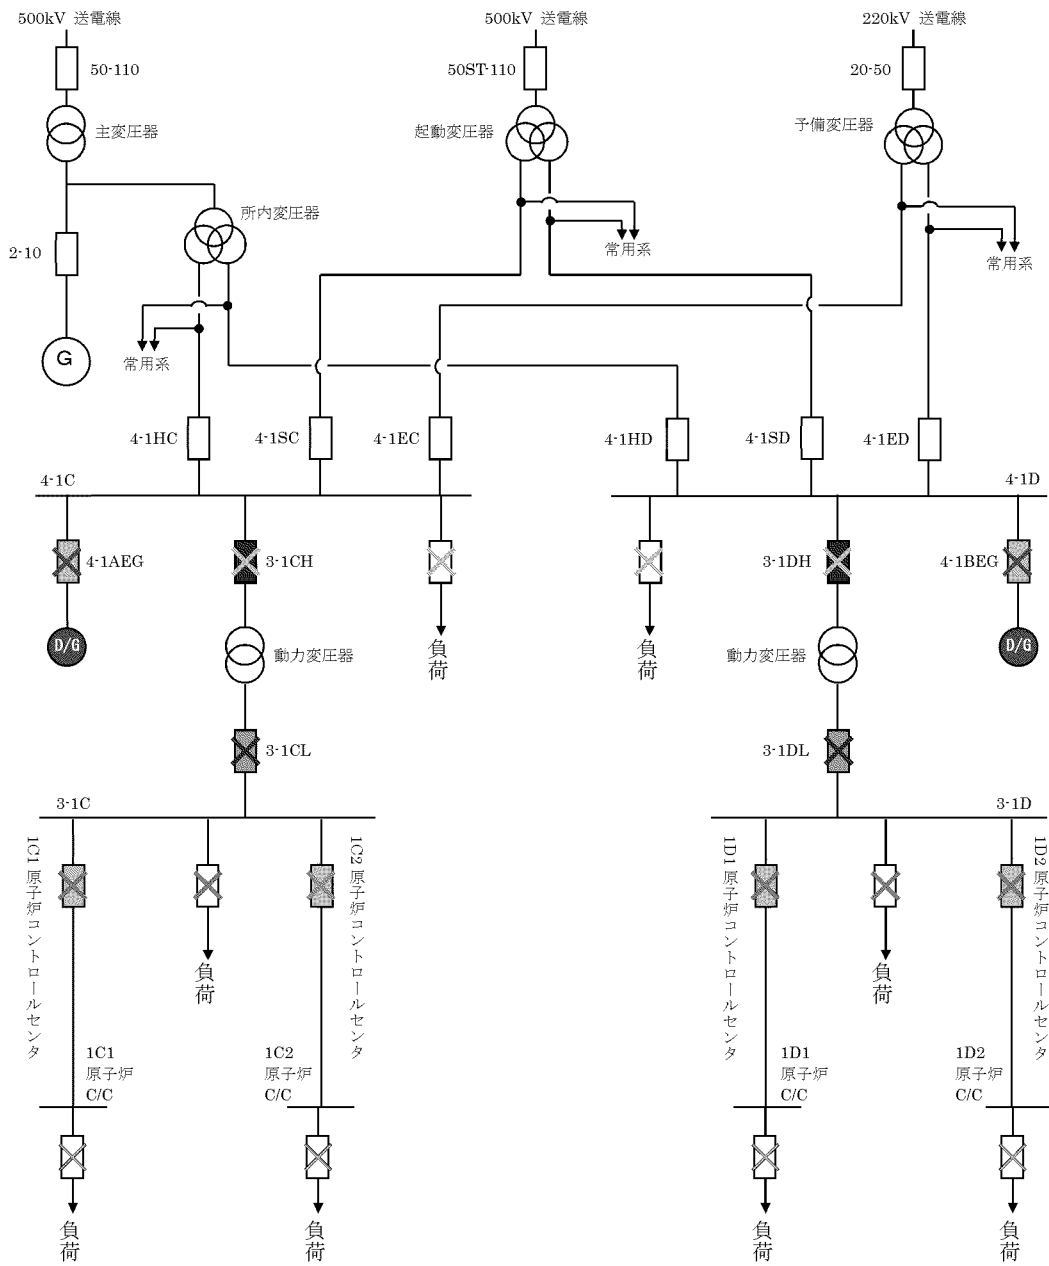 500kV 送電線
500kV 送電線
220kV 送電線
50-110
50ST-110
20-50
主変圧器
起動変圧器
予備変圧器
所内変圧器
2-10
常用系
常用系
G
常用系
4-1HC
4-1SC
4-1EC
4-1HD
4-1SD
4-1ED
4-1C
4-1D
4-1AEG
3-1CH
3-1DH
4-1BEG
D/G
動力変圧器
負荷
負荷
動力変圧器
D/G
3-1CL
3-1DL
3-1C
3-1D
1C1 原子炉コントロールセンタ
1C2 原子炉コントロールセンタ
1D1 原子炉コントロールセンタ
1D2 原子炉コントロールセンタ
負荷
負荷
1C1
原子炉
C/C
1C2
原子炉
C/C
1D1
原子炉
C/C
1D2
原子炉
C/C
負荷
負荷
負荷
負荷